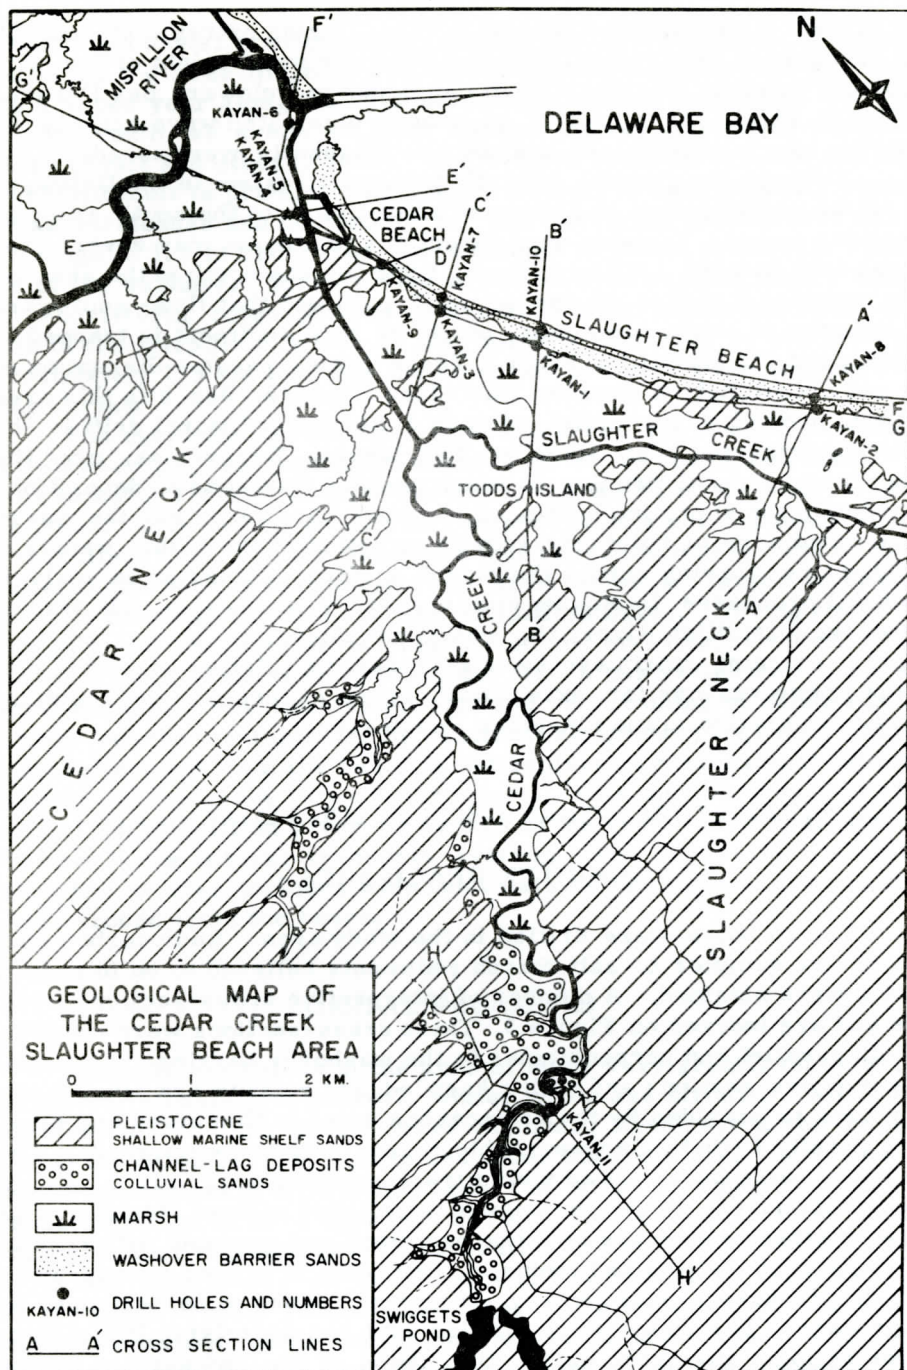 F'
N
MISPILLION
RIVER
G'
KAYAN-6
DELAWARE BAY
KAYAN-5
KAYAN-4
E'
C'
CEDAR
BEACH
B'
E
D'
KAYAN-7
KAYAN-10
A'
SLAUGHTER BEACH
KAYAN-8
D
KAYAN-9
KAYAN-3
KAYAN-1
F
G
SLAUGHTER CREEK
KAYAN-2
TODDS ISLAND
C
A
B
CEDAR NECK
CEDAR CREEK
SLAUGHTER NECK
H
KAYAN-11
H'
SWIGGETS
POND
GEOLOGICAL MAP OF
THE CEDAR CREEK
SLAUGHTER BEACH AREA
0 1 2 KM.
PLEISTOCENE
SHALLOW MARINE SHELF SANDS
CHANNEL-LAG DEPOSITS
COLLUVIAL SANDS
MARSH
WASHOVER BARRIER SANDS
KAYAN-10 DRILL HOLES AND NUMBERS
A A' CROSS SECTION LINES